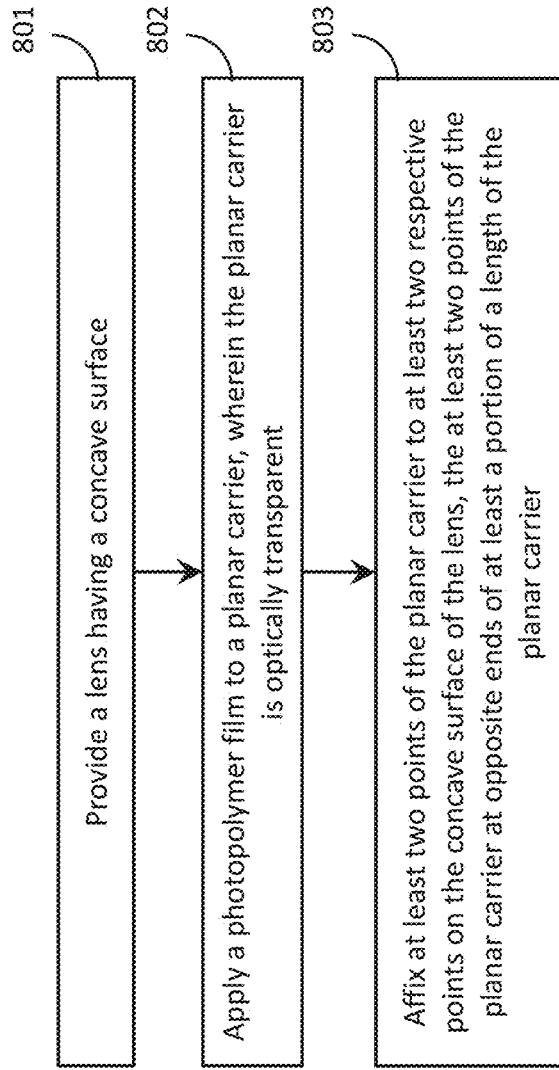 801
Provide a lens having a concave surface
802
Apply a photopolymer film to a planar carrier, wherein the planar carrier
is optically transparent
803
Affix at least two points of the planar carrier to at least two respective
points on the concave surface of the lens, the at least two points of the
planar carrier at opposite ends of at least a portion of a length of the
planar carrier